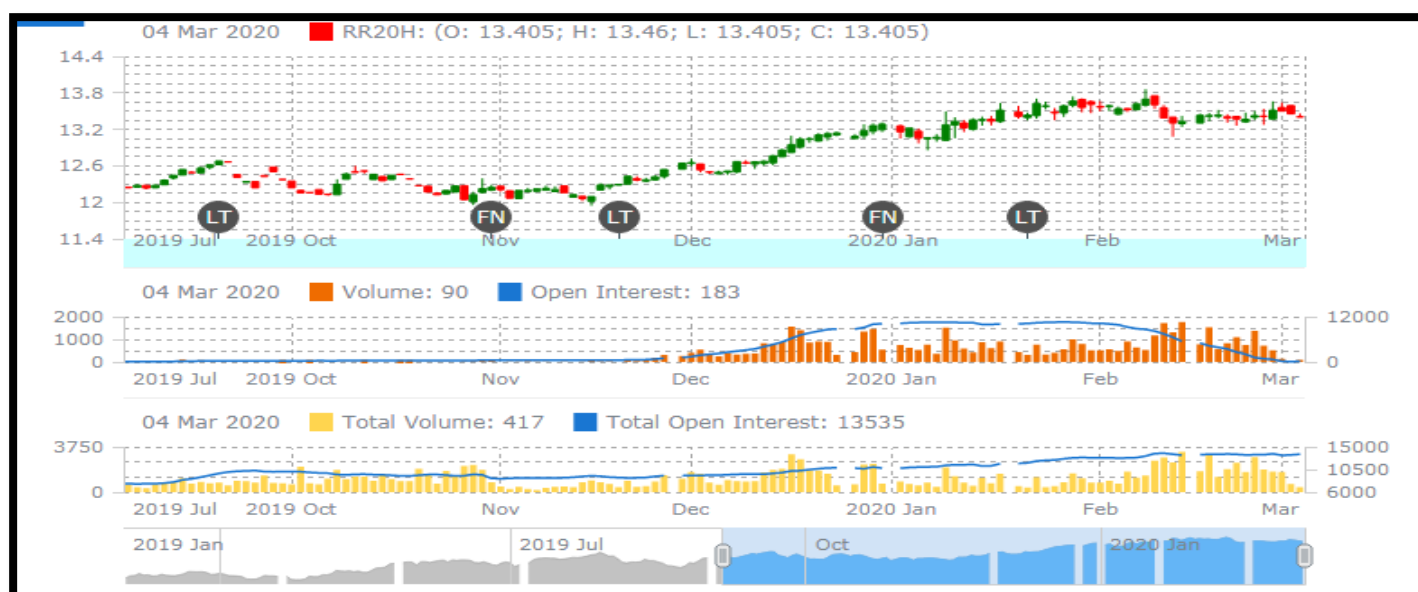 04 Mar 2020 RR20H: (O: 13.405; H: 13.46; L: 13.405; C: 13.405)
14.4
13.8
13.2
12.6
12
LT FN LT FN LT
11.4
2019 Jul 2019 Oct Nov Dec 2020 Jan Feb Mar
04 Mar 2020 Volume: 90 Open Interest: 183
2000 12000
1000
0 0
2019 Jul 2019 Oct Nov Dec 2020 Jan Feb Mar
04 Mar 2020 Total Volume: 417 Total Open Interest: 13535
3750 15000
10500
0 6000
2019 Jul 2019 Oct Nov Dec 2020 Jan Feb Mar
2019 Jan 2019 Jul Oct 2020 Jan